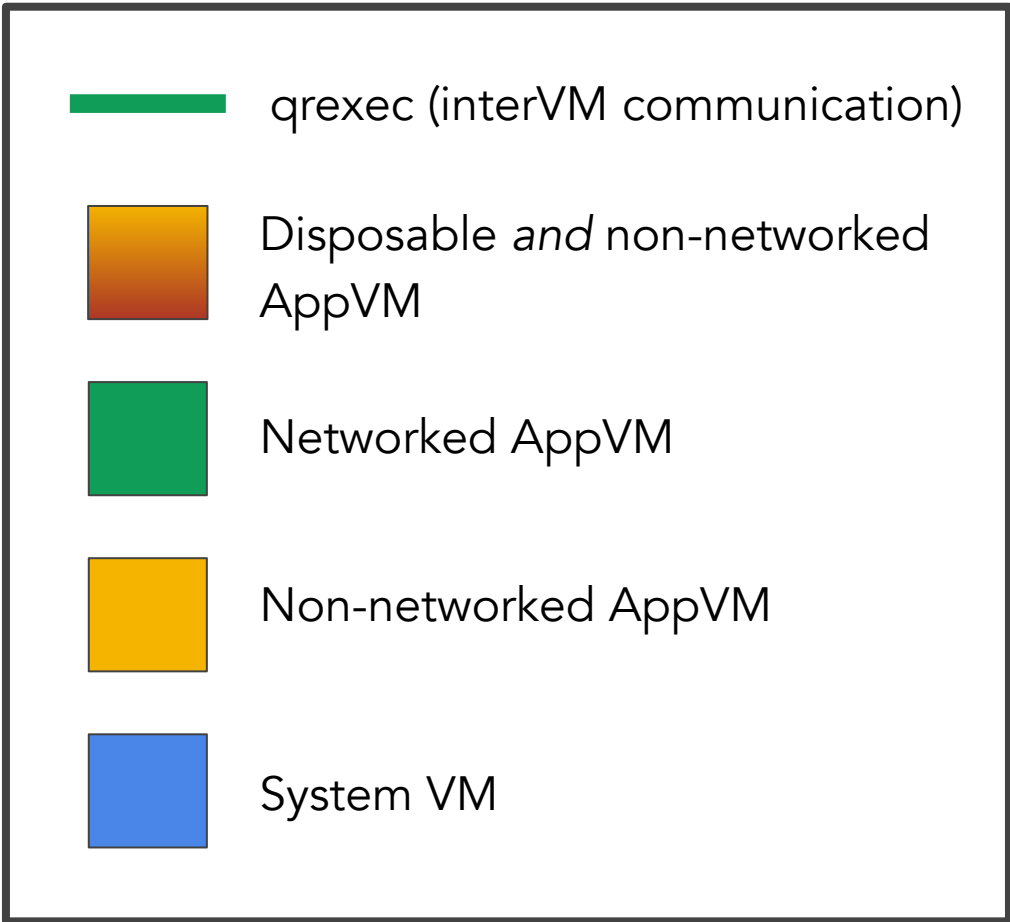 qrexec (interVM communication)
Disposable and non-networked
AppVM
Networked AppVM
Non-networked AppVM
System VM